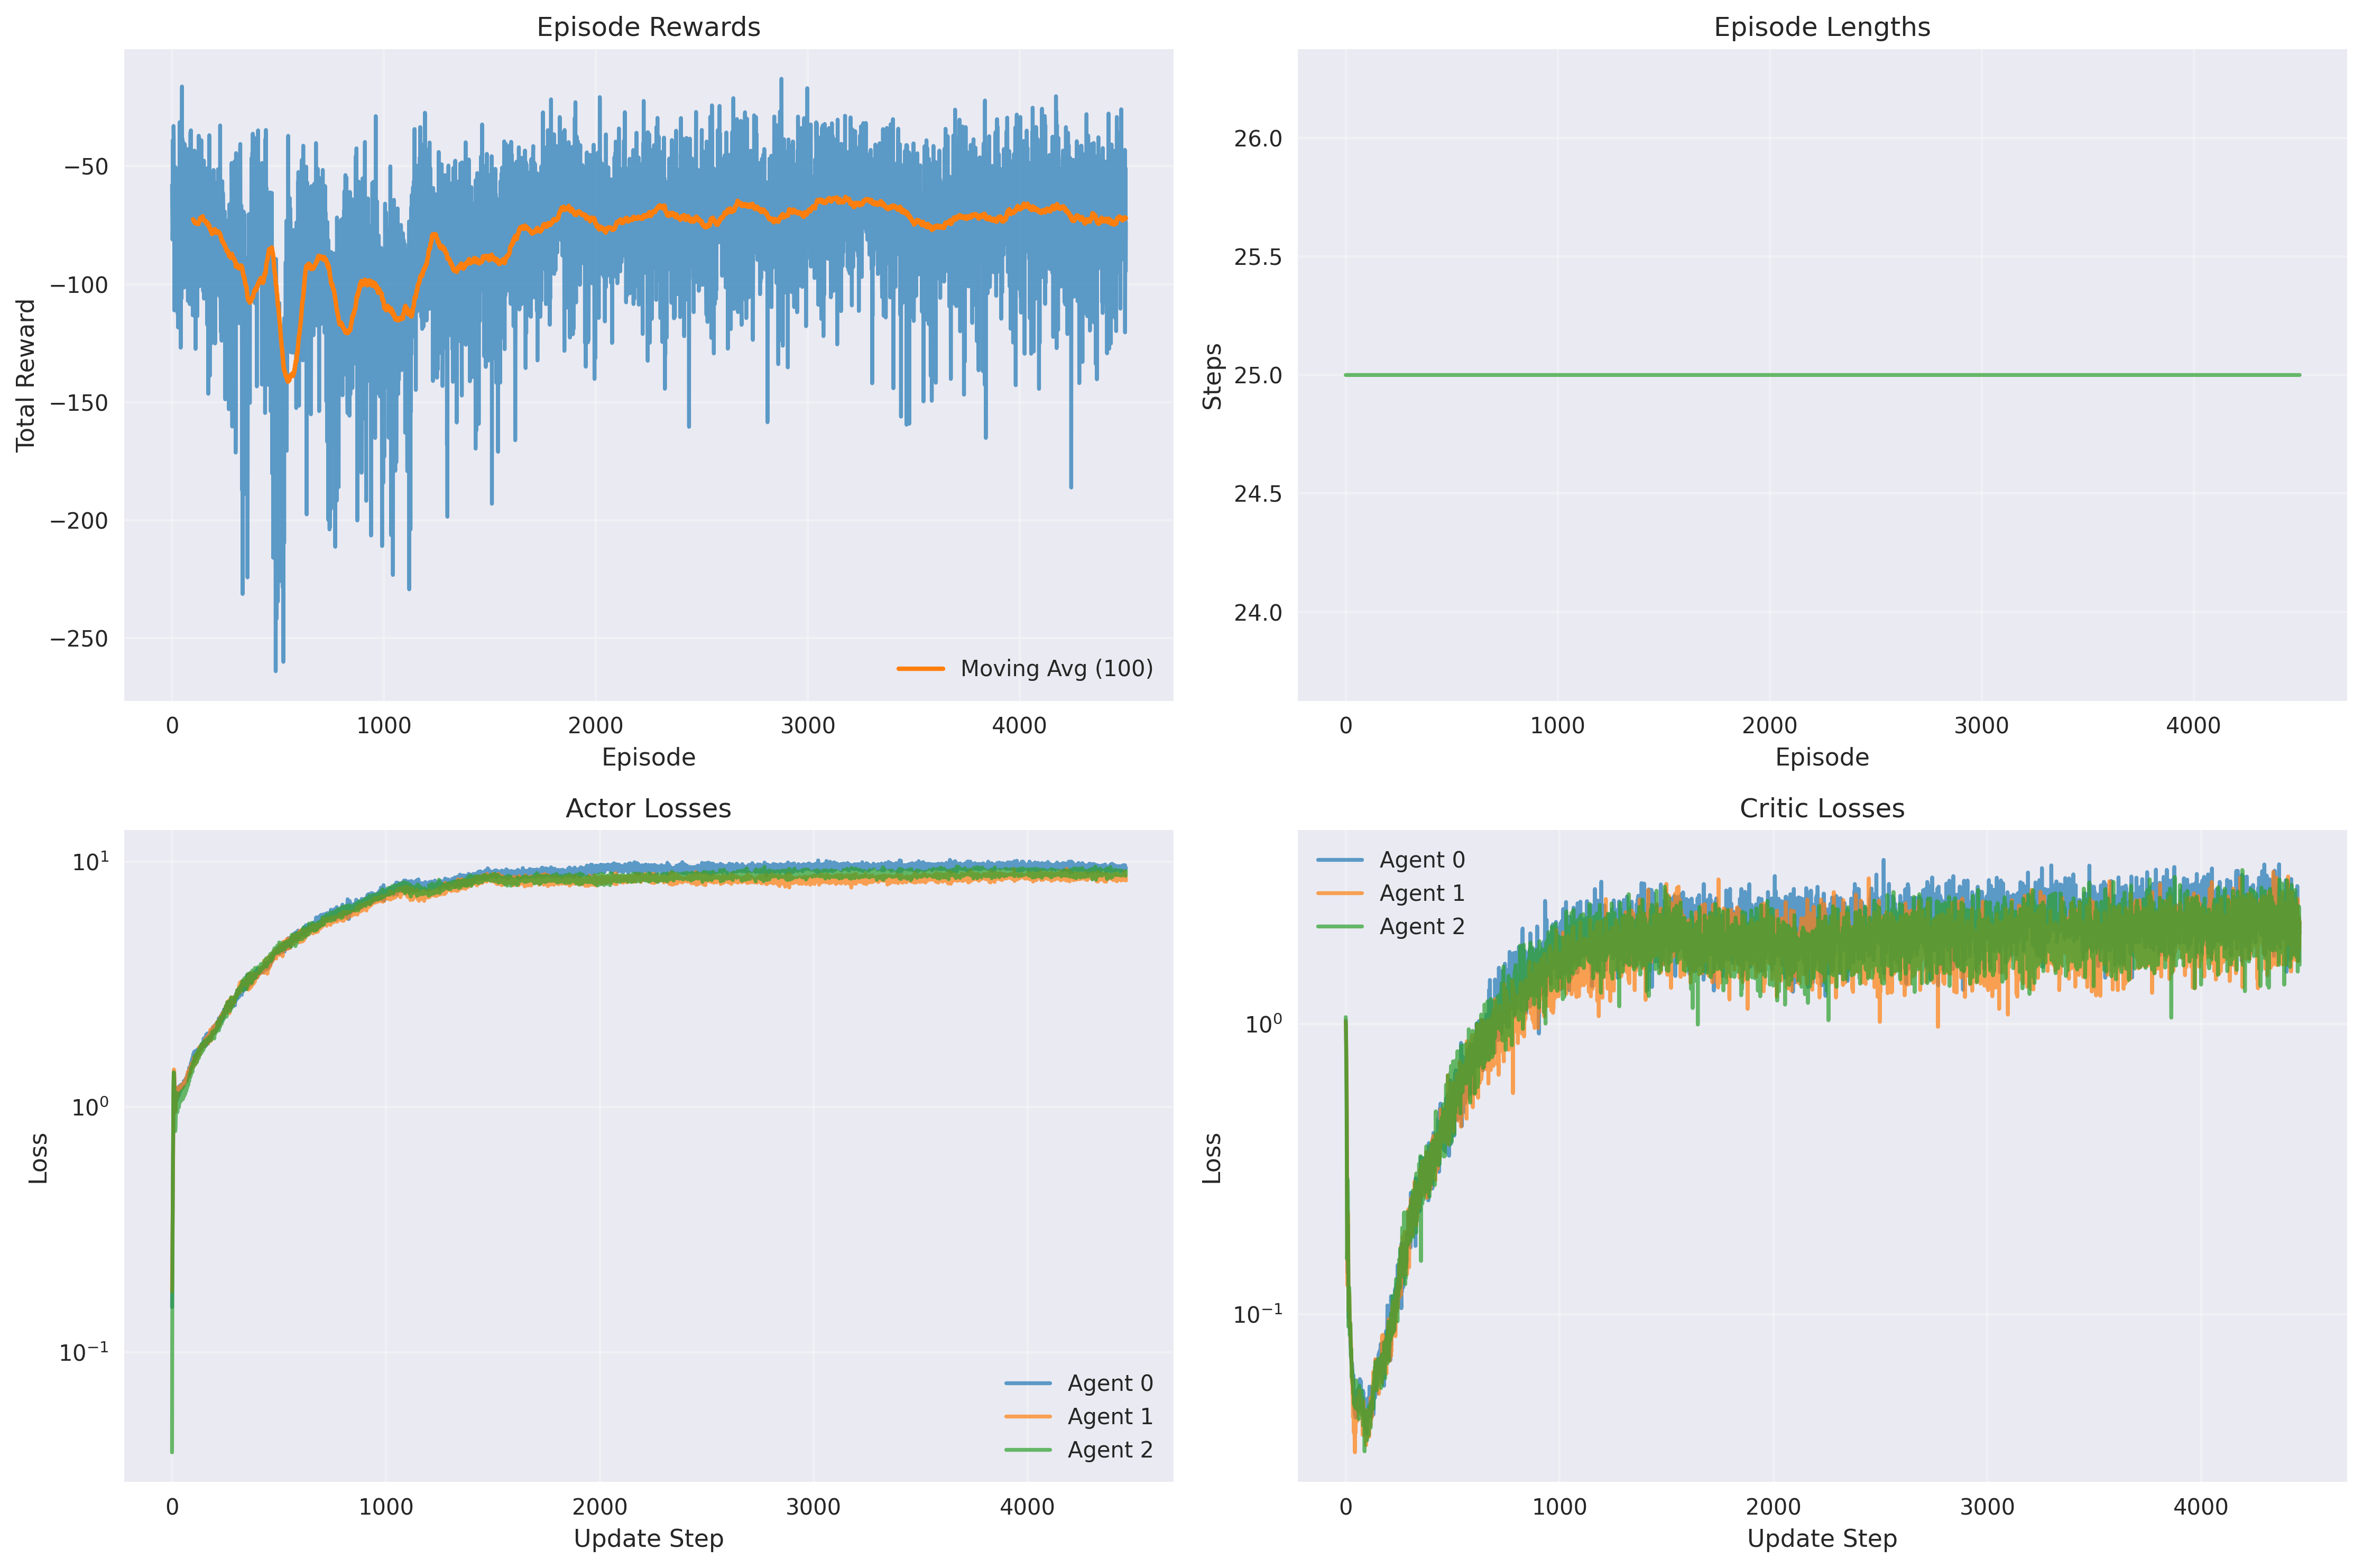 Episode Rewards
Total Reward
−50
−100
−150
−200
−250
Moving Avg (100)
0 1000 2000 3000 4000
Episode
Episode Lengths
Steps
26.0
25.5
25.0
24.5
24.0
0 1000 2000 3000 4000
Episode
Actor Losses
Loss
10¹
10⁰
10⁻¹
Agent 0
Agent 1
Agent 2
0 1000 2000 3000 4000
Update Step
Critic Losses
Loss
Agent 0
Agent 1
Agent 2
10⁰
10⁻¹
0 1000 2000 3000 4000
Update Step